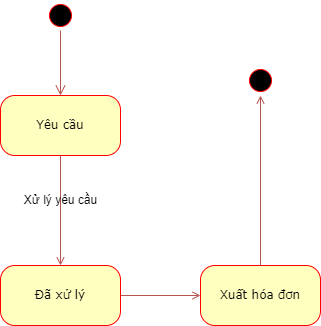 Yêu cầu
Xử lý yêu cầu
Đã xử lý
Xuất hóa đơn